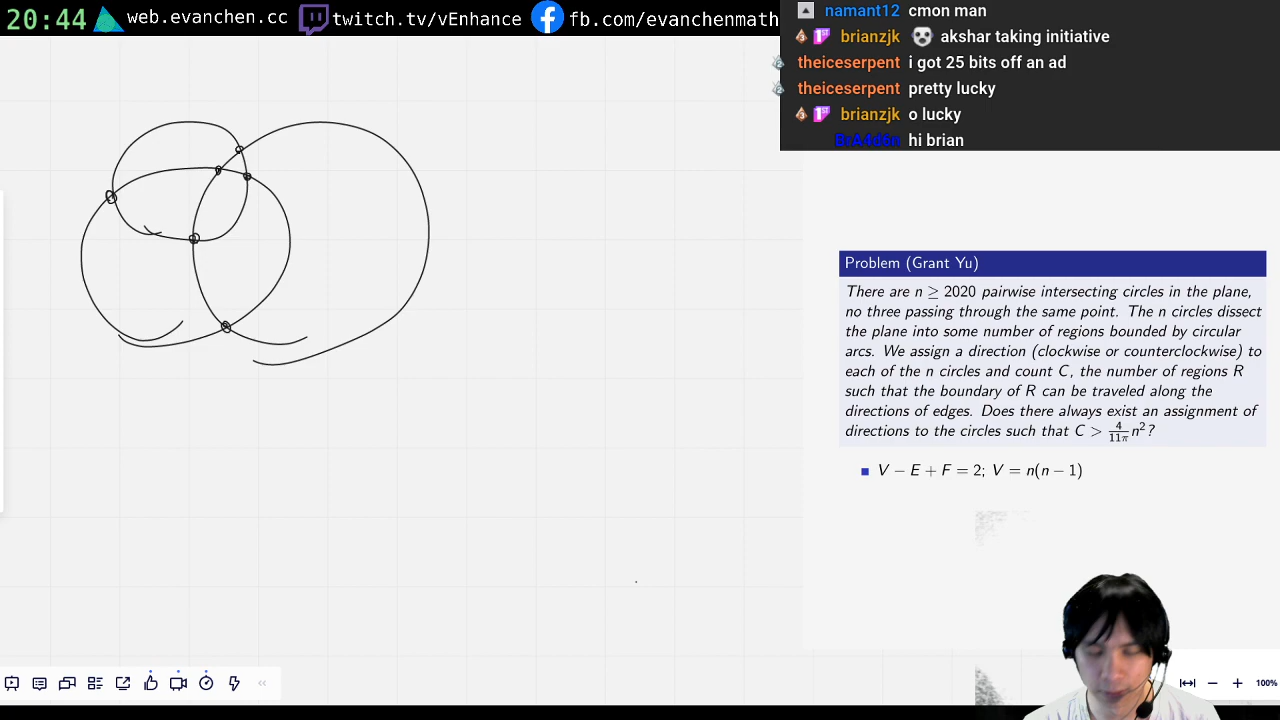 20:44 web.evanchen.cc twitch.tv/vEnhance fb.com/evanchenmath
namant12 cmon man
brianzjk akshar taking initiative
theiceserpent i got 25 bits off an ad
theiceserpent pretty lucky
brianzjk o lucky
BrA4d6n hi brian
Problem (Grant Yu)
There are n ≥ 2020 pairwise intersecting circles in the plane,
no three passing through the same point. The n circles dissect
the plane into some number of regions bounded by circular
arcs. We assign a direction (clockwise or counterclockwise) to
each of the n circles and count C, the number of regions R
such that the boundary of R can be traveled along the
directions of edges. Does there always exist an assignment of
directions to the circles such that C > 4/11π n²?
V − E + F = 2; V = n(n − 1)
100%